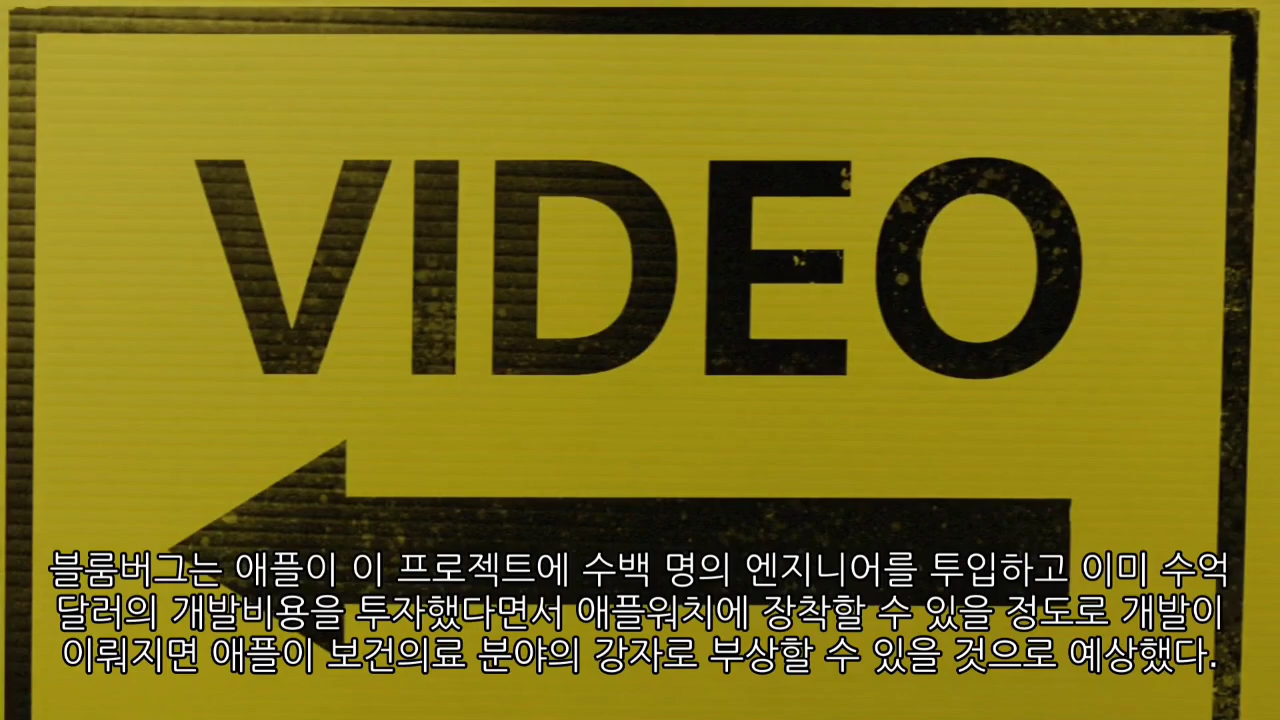 VIDEO
블룸버그는 애플이 이 프로젝트에 수백 명의 엔지니어를 투입하고 이미 수억
달러의 개발비용을 투자했다면서 애플워치에 장착할 수 있을 정도로 개발이
이뤄지면 애플이 보건의료 분야의 강자로 부상할 수 있을 것으로 예상했다.